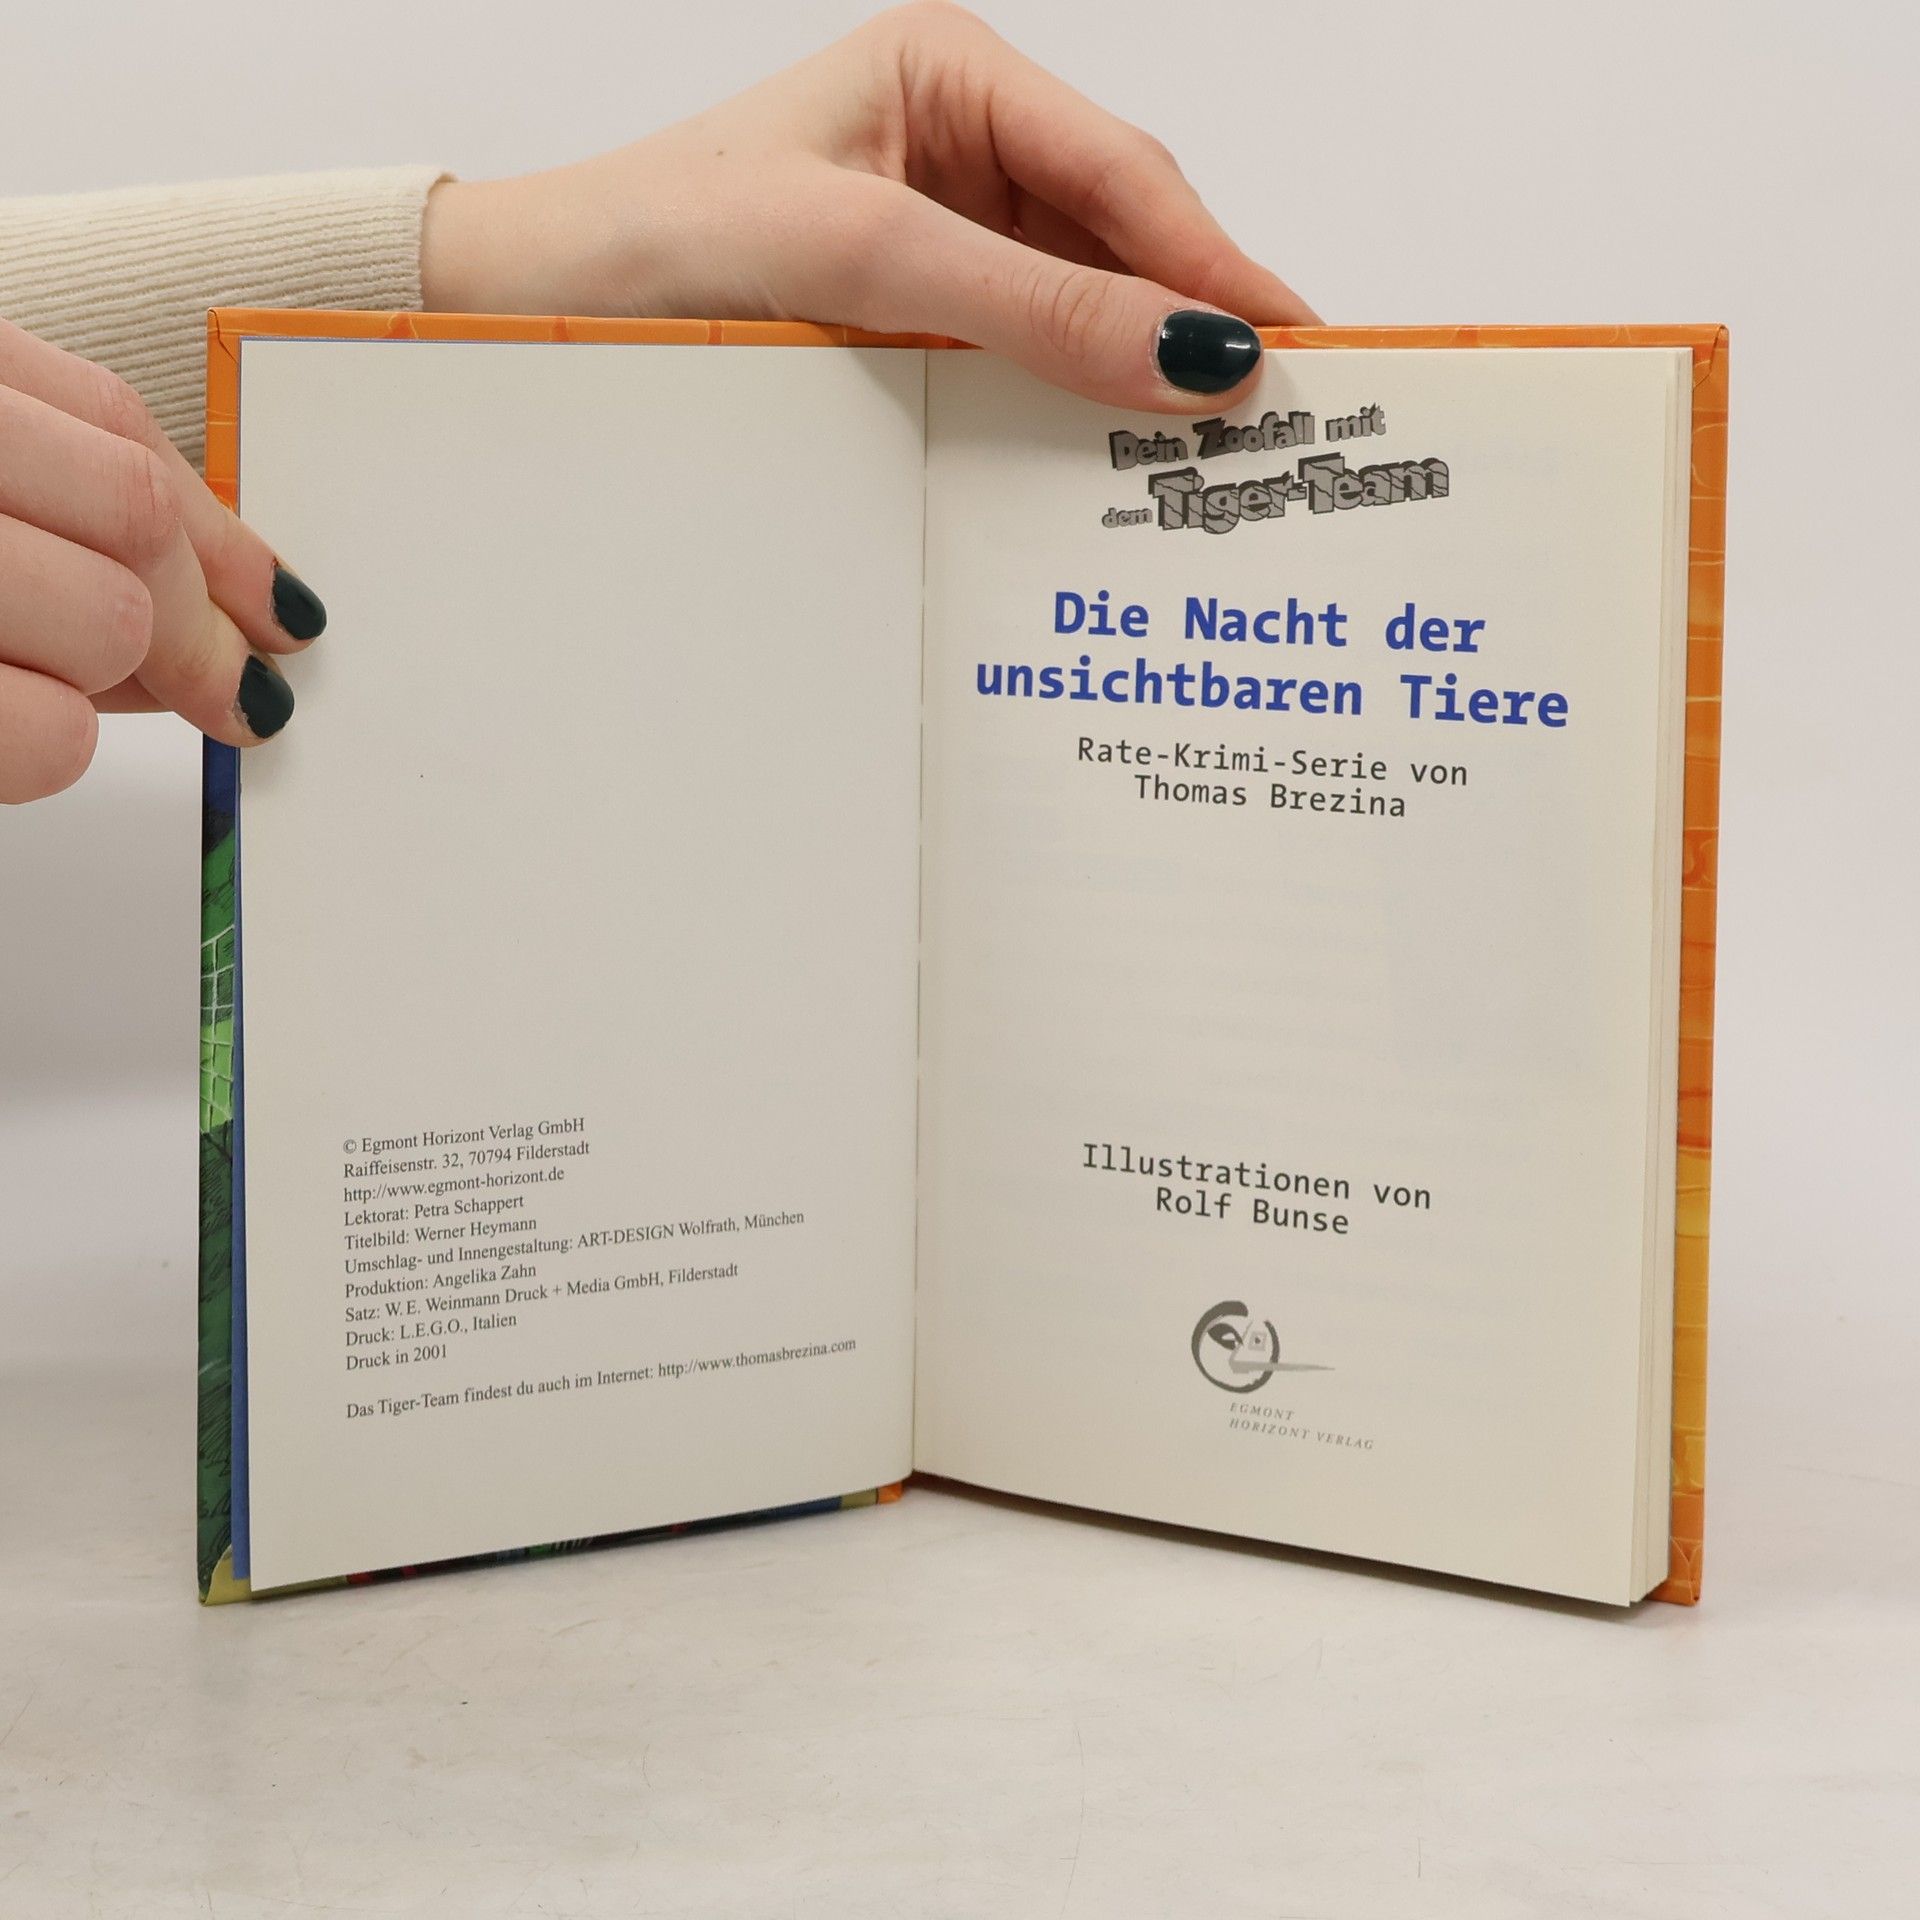 © Egmont Horizont Verlag GmbH
Raiffeisenstr. 32, 70794 Filderstadt
http://www.egmont-horizont.de
Lektorat: Petra Schappert
Titelbild: Werner Heymann
Umschlag- und Innengestaltung: ART-DESIGN Wolfrath, München
Produktion: Angelika Zahn
Satz: W. E. Weinmann Druck + Media GmbH, Filderstadt
Druck: L.E.G.O., Italien
Druck in 2001
Das Tiger-Team findest du auch im Internet: http://www.thomasbrezina.com
Dein Zoofall mit
dem Tiger-Team
Die Nacht der
unsichtbaren Tiere
Rate-Krimi-Serie von
Thomas Brezina
Illustrationen von
Rolf Bunse
EGMONT
HORIZONT VERLAG